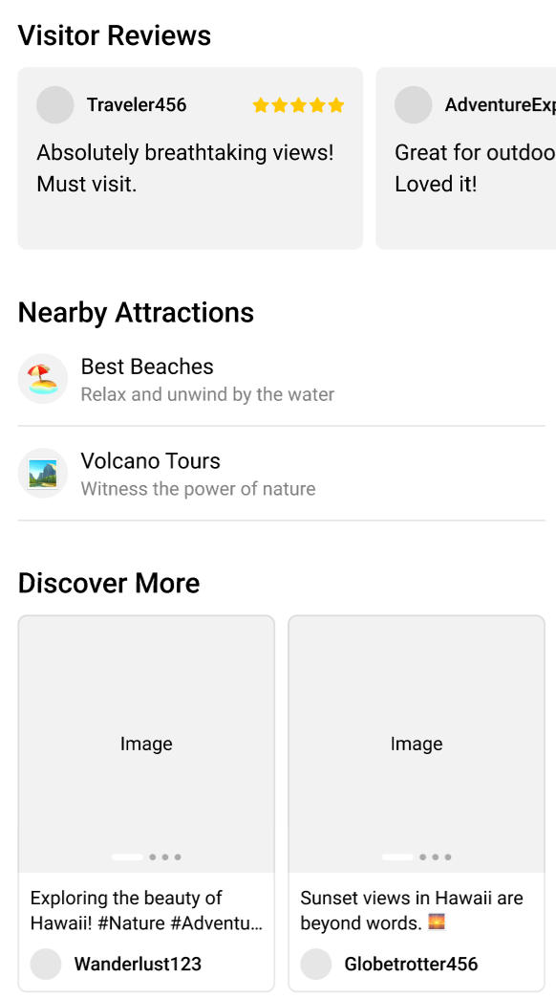 Visitor Reviews
Traveler456
Absolutely breathtaking views!
Must visit.
AdventureExp
Great for outdoo
Loved it!
Nearby Attractions
Best Beaches
Relax and unwind by the water
Volcano Tours
Witness the power of nature
Discover More
Image
Exploring the beauty of
Hawaii! #Nature #Adventu...
Wanderlust123
Image
Sunset views in Hawaii are
beyond words. 🌅
Globetrotter456